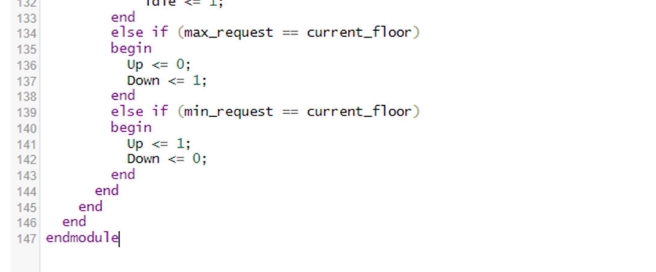 132 Idle <= 1;
133 end
134 else if (max_request == current_floor)
135 begin
136 Up <= 0;
137 Down <= 1;
138 end
139 else if (min_request == current_floor)
140 begin
141 Up <= 1;
142 Down <= 0;
143 end
144 end
145 end
146 end
147 endmodule